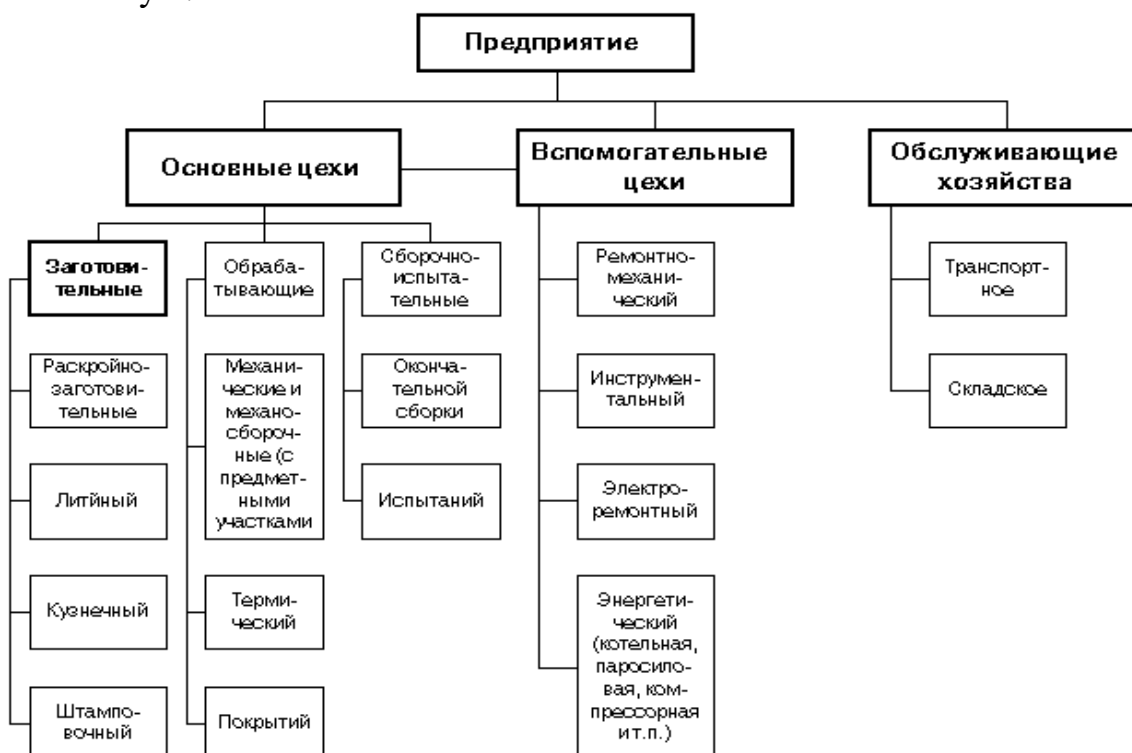 Предприятие
Основные цехи
Вспомогательные
цехи
Обслуживающие
хозяйства
Заготови-
тельные
Обраба-
тывающие
Сборочно-
испыта-
тельные
Ремонтно-
механи-
ческий
Транспорт-
ное
Раскройно-
заготови-
тельные
Механи-
ческие и
механо-
сбороч-
ные (с
предмет-
ными
участками
Оконча-
тельной
сборки
Инструмен-
тальный
Складское
Литйный
Испытаний
Электро-
ремонтный
Кузнечный
Терми-
ческий
Энергети-
ческий
(котельная,
паросило-
вая, ком-
прессорная
и т.п.)
Штампо-
вочный
Покрытий